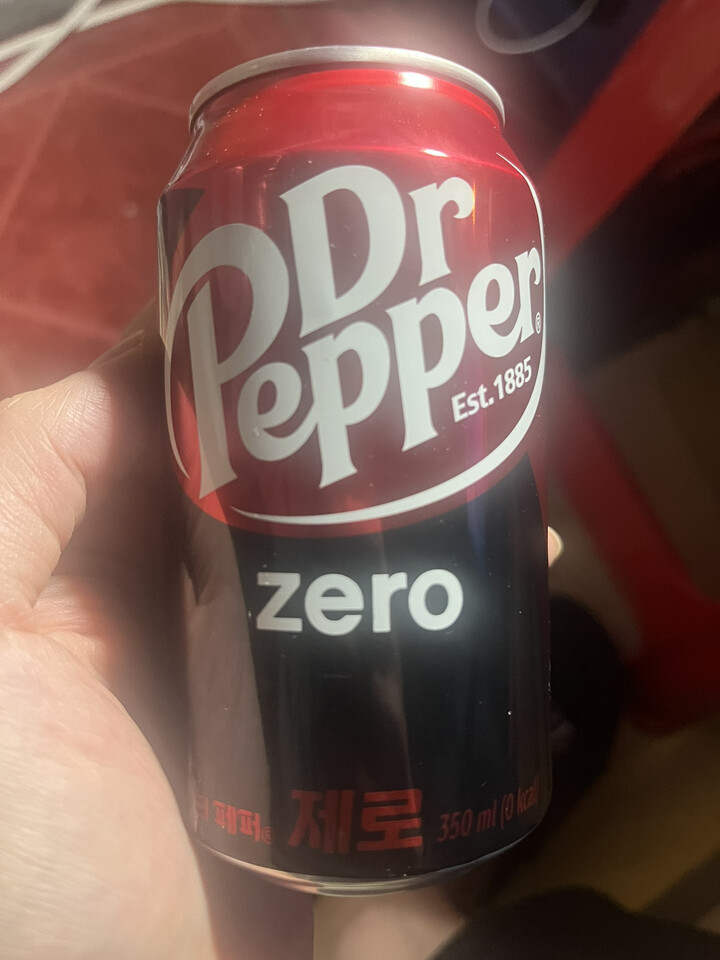 Dr
Pepper®
Est. 1885
zero
페퍼® 제로 350 ml (0 kcal)